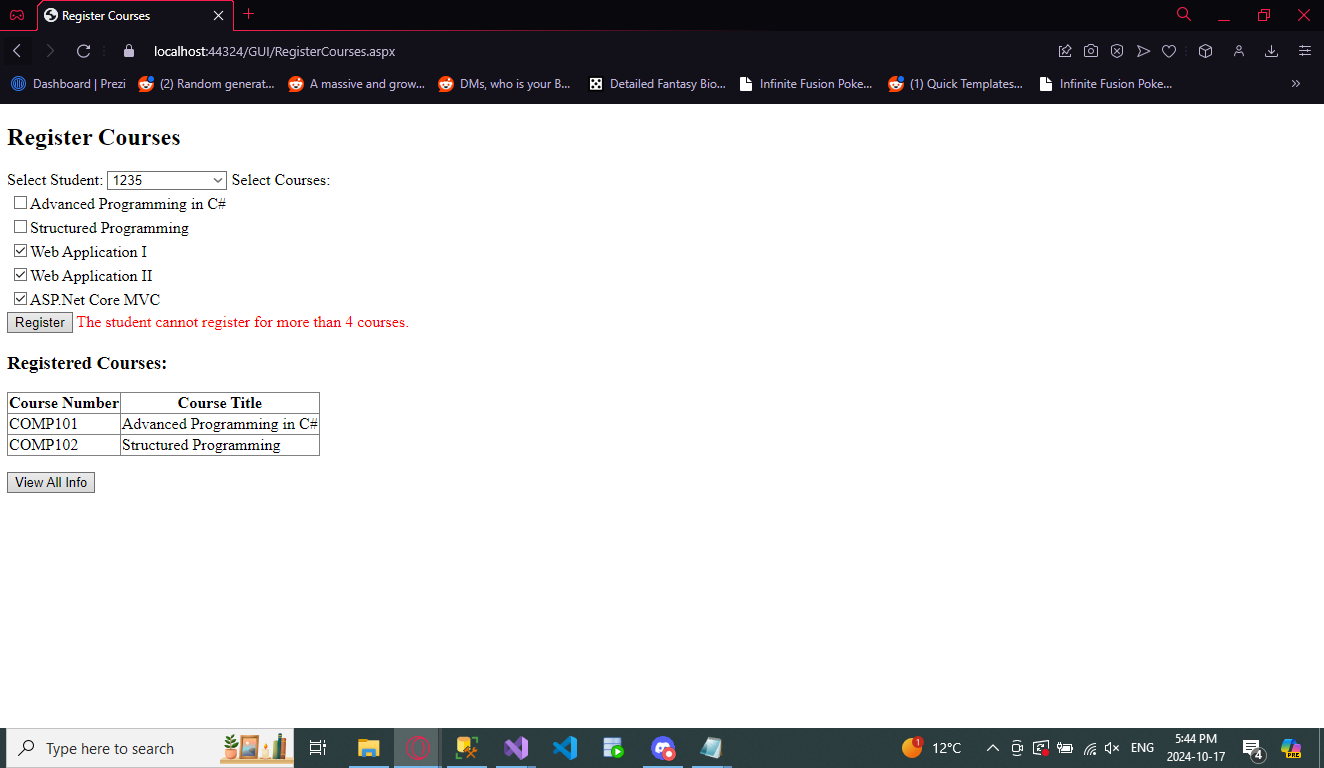 Register Courses
localhost:44324/GUI/RegisterCourses.aspx
Dashboard | Prezi (2) Random generat... A massive and grow... DMs, who is your B... Detailed Fantasy Bio... Infinite Fusion Poke... (1) Quick Templates... Infinite Fusion Poke...
Register Courses
Select Student: 1235 Select Courses:
Advanced Programming in C#
Structured Programming
Web Application I
Web Application II
ASP.Net Core MVC
Register The student cannot register for more than 4 courses.
Registered Courses:
Course Number Course Title
COMP101 Advanced Programming in C#
COMP102 Structured Programming
View All Info
Type here to search 1 12°C ENG 5:44 PM 4 PRE
2024-10-17